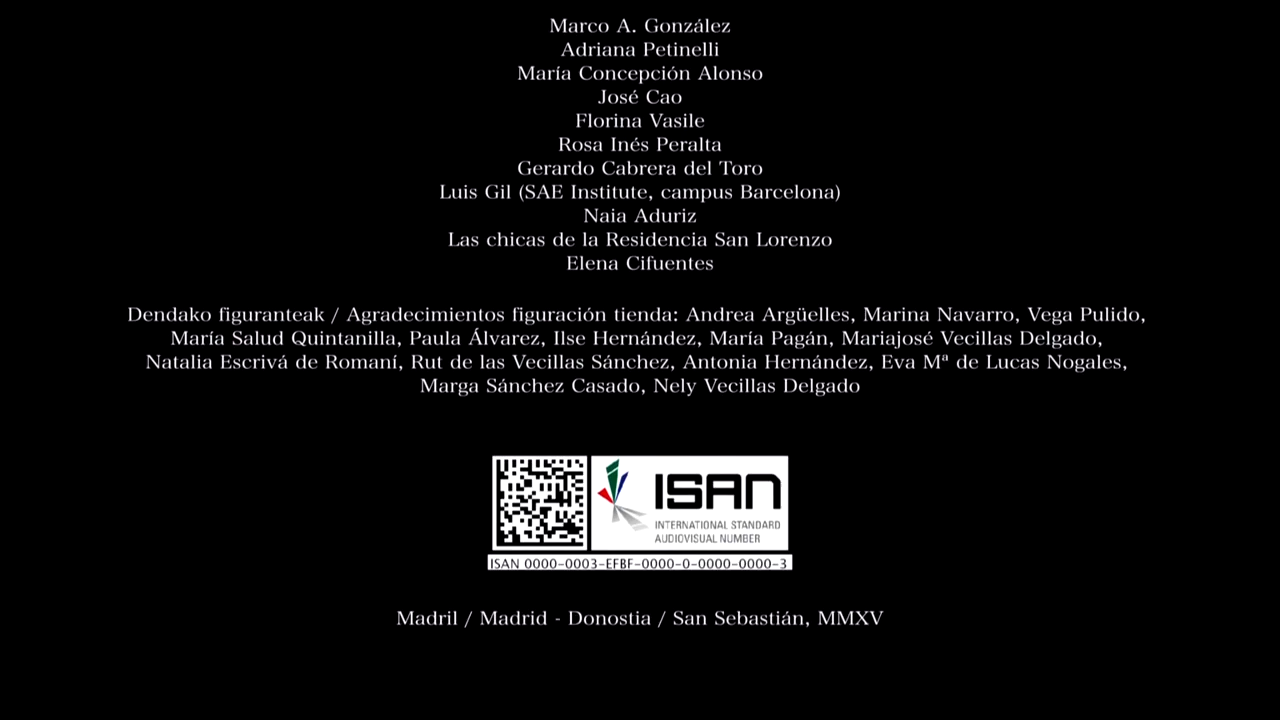 Marco A. González
Adriana Petinelli
María Concepción Alonso
José Cao
Florina Vasile
Rosa Inés Peralta
Gerardo Cabrera del Toro
Luis Gil (SAE Institute, campus Barcelona)
Naia Aduriz
Las chicas de la Residencia San Lorenzo
Elena Cifuentes
Dendako figuranteak / Agradecimientos figuración tienda: Andrea Argüelles, Marina Navarro, Vega Pulido,
María Salud Quintanilla, Paula Álvarez, Ilse Hernández, María Pagán, Mariajosé Vecillas Delgado,
Natalia Escrivá de Romaní, Rut de las Vecillas Sánchez, Antonia Hernández, Eva Mª de Lucas Nogales,
Marga Sánchez Casado, Nely Vecillas Delgado
ISAN
INTERNATIONAL STANDARD
AUDIOVISUAL NUMBER
ISAN 0000-0003-EFBF-0000-0-0000-0000-3
Madril / Madrid - Donostia / San Sebastián, MMXV